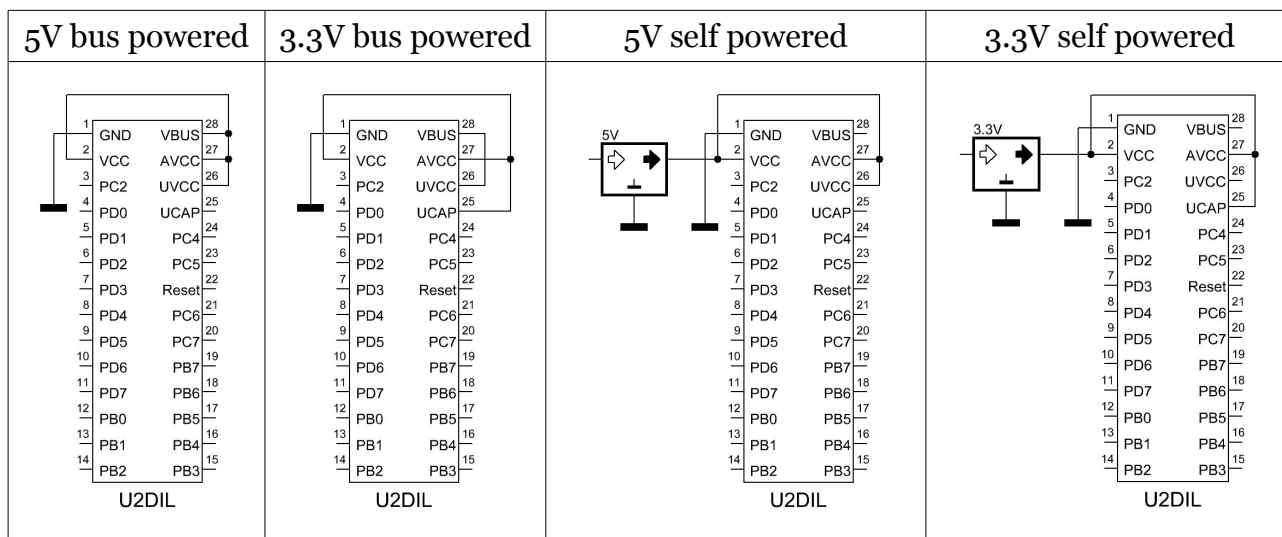 5V bus powered 3.3V bus powered 5V self powered 3.3V self powered
1 GND VBUS 28
2 VCC AVCC 27
3 PC2 UVCC 26
4 PD0 UCAP 25
5 PD1 PC4 24
6 PD2 PC5 23
7 PD3 Reset 22
8 PD4 PC6 21
9 PD5 PC7 20
10 PD6 PB7 19
11 PD7 PB6 18
12 PB0 PB5 17
13 PB1 PB4 16
14 PB2 PB3 15
U2DIL
1 GND VBUS 28
2 VCC AVCC 27
3 PC2 UVCC 26
4 PD0 UCAP 25
5 PD1 PC4 24
6 PD2 PC5 23
7 PD3 Reset 22
8 PD4 PC6 21
9 PD5 PC7 20
10 PD6 PB7 19
11 PD7 PB6 18
12 PB0 PB5 17
13 PB1 PB4 16
14 PB2 PB3 15
U2DIL
5V
1 GND VBUS 28
2 VCC AVCC 27
3 PC2 UVCC 26
4 PD0 UCAP 25
5 PD1 PC4 24
6 PD2 PC5 23
7 PD3 Reset 22
8 PD4 PC6 21
9 PD5 PC7 20
10 PD6 PB7 19
11 PD7 PB6 18
12 PB0 PB5 17
13 PB1 PB4 16
14 PB2 PB3 15
U2DIL
3.3V
1 GND VBUS 28
2 VCC AVCC 27
3 PC2 UVCC 26
4 PD0 UCAP 25
5 PD1 PC4 24
6 PD2 PC5 23
7 PD3 Reset 22
8 PD4 PC6 21
9 PD5 PC7 20
10 PD6 PB7 19
11 PD7 PB6 18
12 PB0 PB5 17
13 PB1 PB4 16
14 PB2 PB3 15
U2DIL